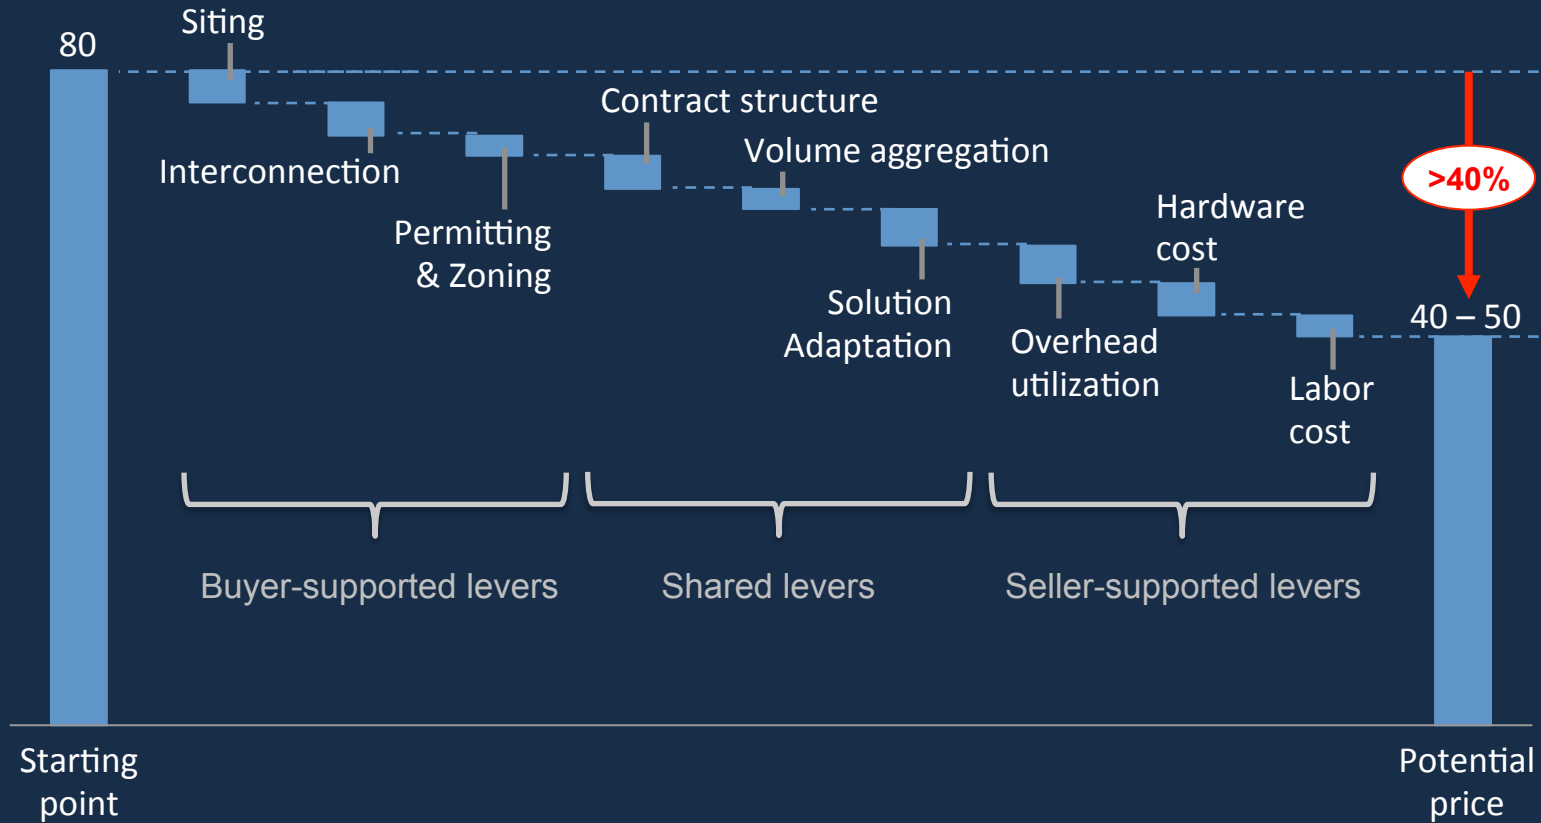 80
Siting
Interconnection
Permitting
& Zoning
Contract structure
Volume aggregation
Solution
Adaptation
Overhead
utilization
Hardware
cost
Labor
cost
>40%
40 – 50
Buyer-supported levers
Shared levers
Seller-supported levers
Starting
point
Potential
price